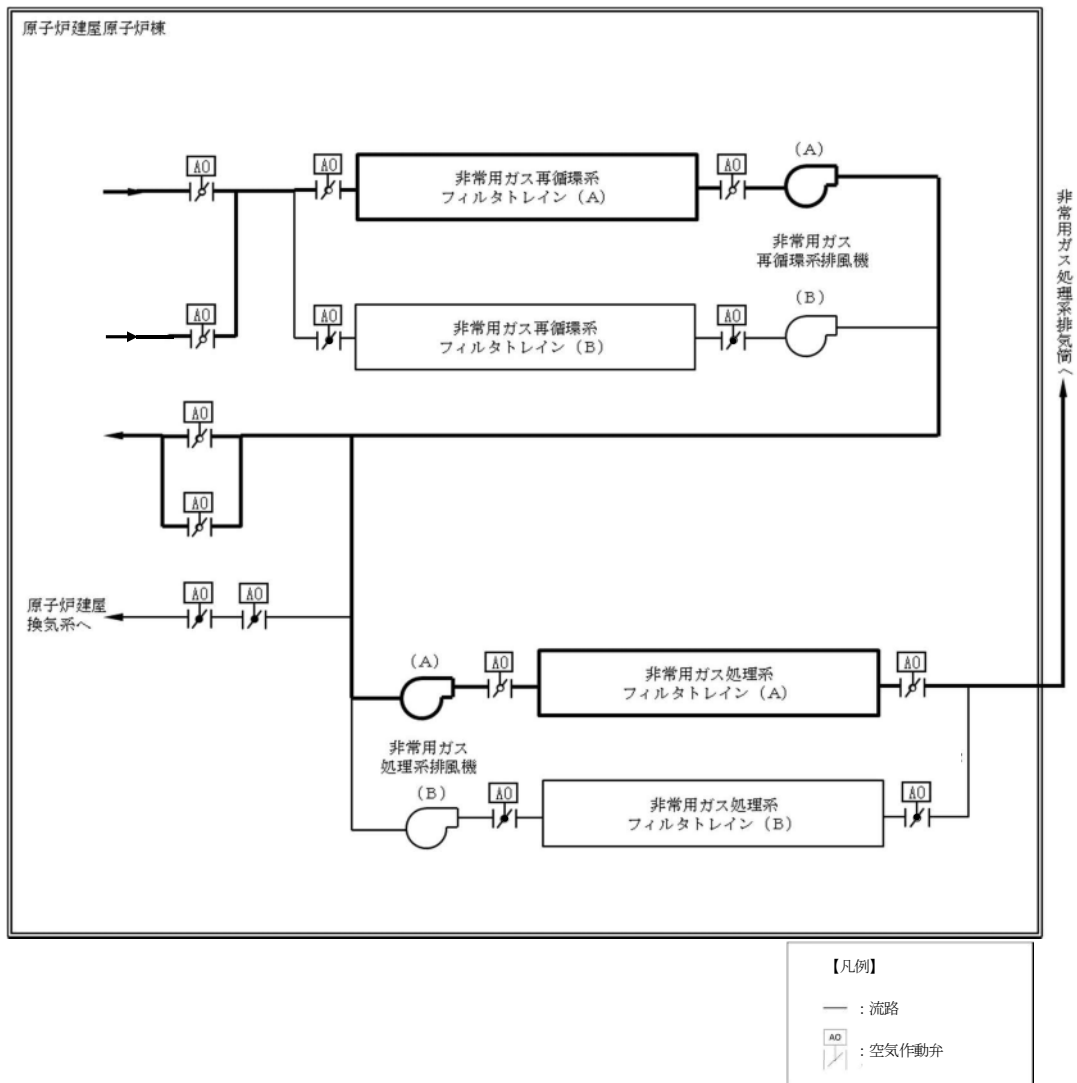 原子炉建屋原子炉棟
AO
AO
AO
(A)
非常用ガス再循環系
フィルタトレイン (A)
非常用ガス
再循環系排風機
AO
AO
AO
(B)
非常用ガス再循環系
フィルタトレイン (B)
非常用ガス処理系排気筒へ
AO
AO
AO
AO
原子炉建屋
換気系へ
(A)
AO
AO
非常用ガス処理系
フィルタトレイン (A)
非常用ガス
処理系排風機
(B)
AO
AO
非常用ガス処理系
フィルタトレイン (B)
【凡例】
: 流路
AO
: 空気作動弁